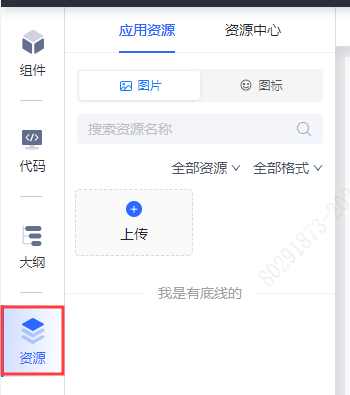 应用资源 资源中心
组件
图片 图标
搜索资源名称
代码
全部资源 全部格式
上传
大纲
我是有底线的
资源